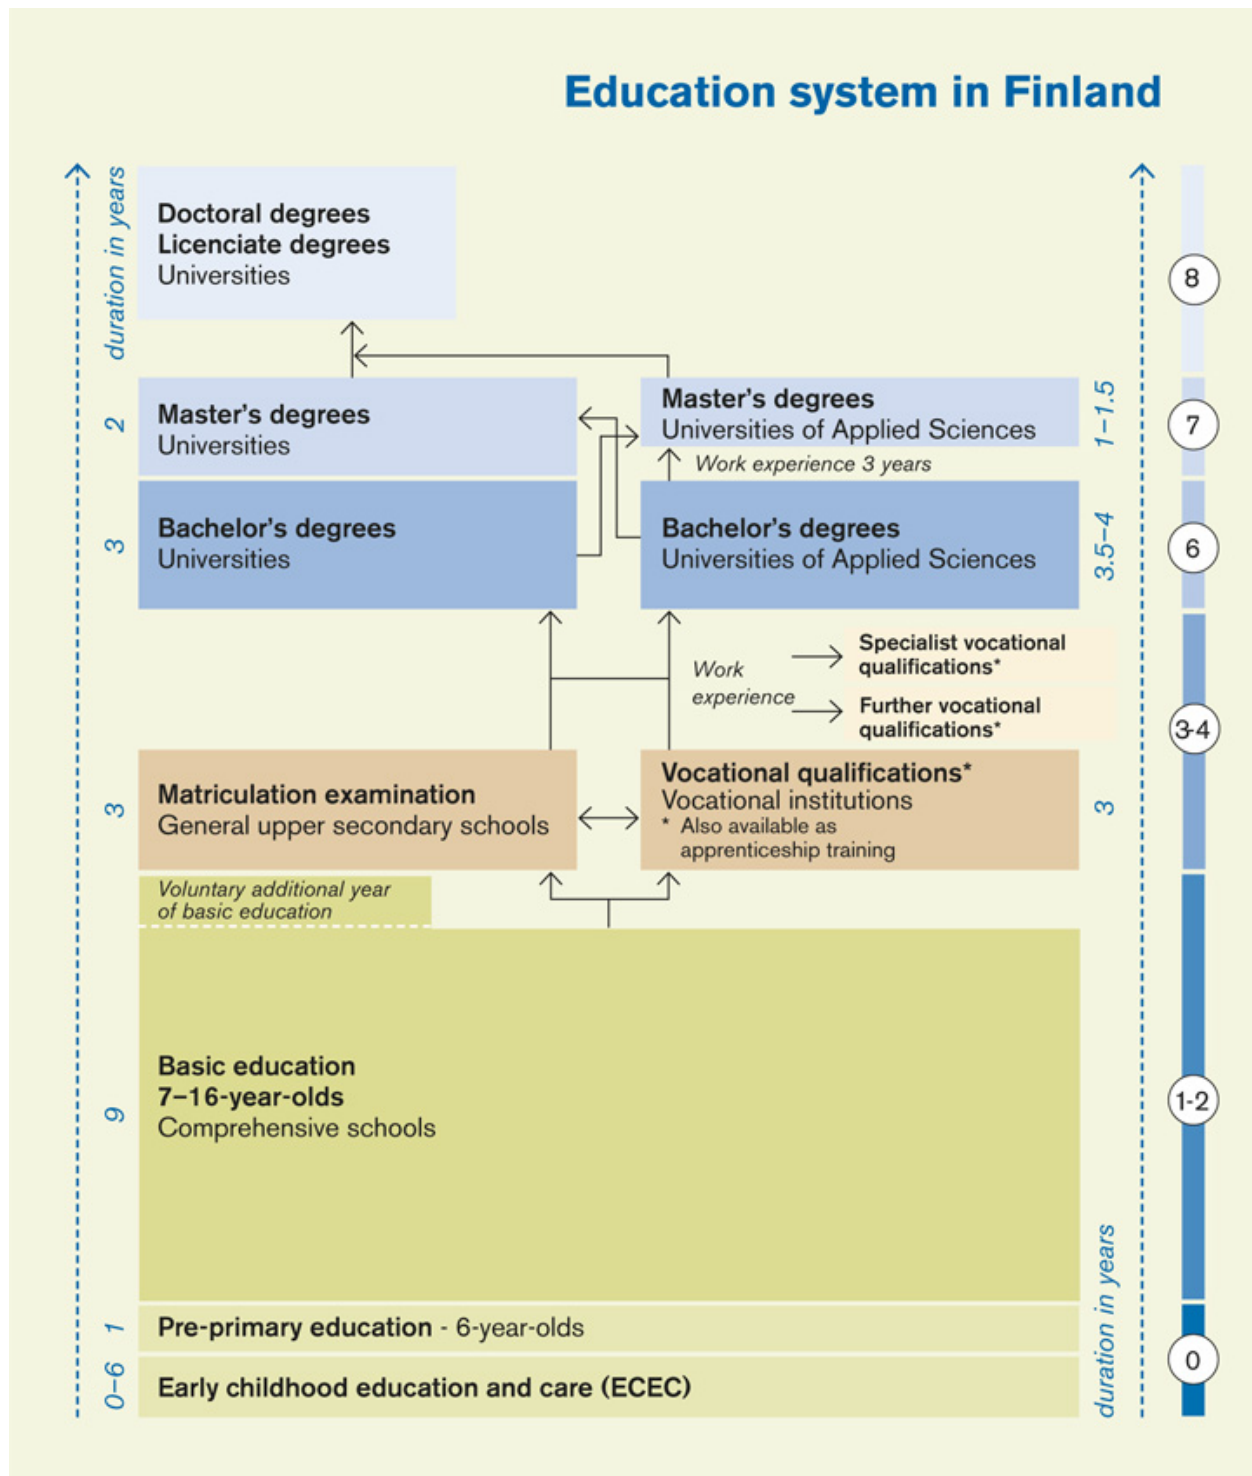 Education system in Finland
duration in years
Doctoral degrees
Licenciate degrees
Universities
8
2
Master's degrees
Universities
Master's degrees
Universities of Applied Sciences
1–1.5
7
Work experience 3 years
3
Bachelor's degrees
Universities
Bachelor's degrees
Universities of Applied Sciences
3.5–4
6
Work
experience
Specialist vocational
qualifications*
Further vocational
qualifications*
3-4
3
Matriculation examination
General upper secondary schools
Vocational qualifications*
Vocational institutions
* Also available as
apprenticeship training
3
Voluntary additional year
of basic education
9
Basic education
7–16-year-olds
Comprehensive schools
1-2
1
Pre-primary education - 6-year-olds
0–6
Early childhood education and care (ECEC)
duration in years
0